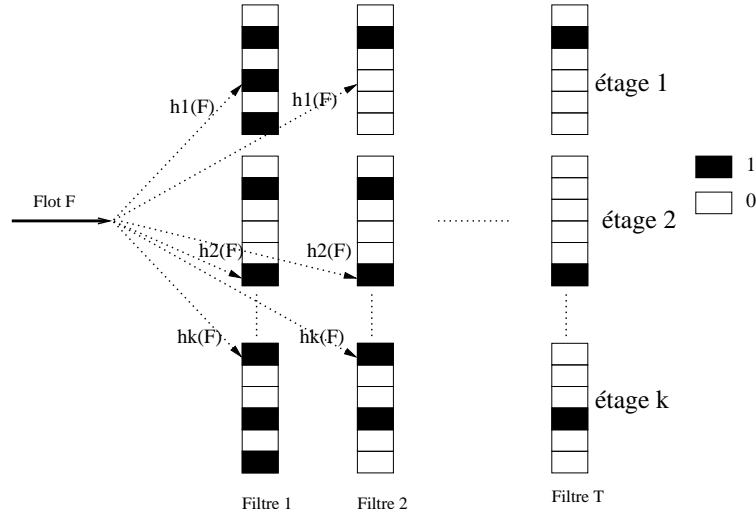 étage 1
h1(F)
h1(F)
1
0
Flot F
étage 2
h2(F)
h2(F)
hk(F)
hk(F)
étage k
Filtre 1
Filtre 2
Filtre T